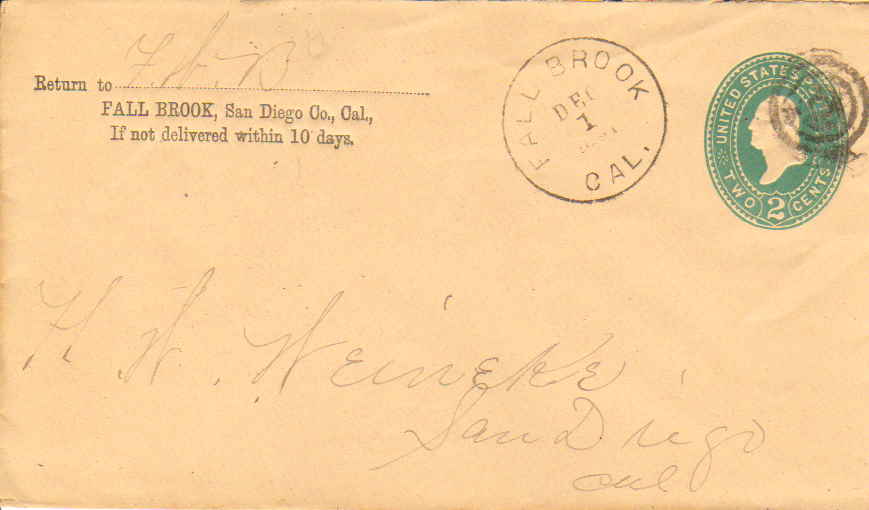 F. W. B
Return to
FALL BROOK, San Diego Co., Cal.,
If not delivered within 10 days.
FALL BROOK
DEC
1
CAL.
UNITED STATES
TWO 2 CENTS
H. W. Weineke
San Diego
Cal